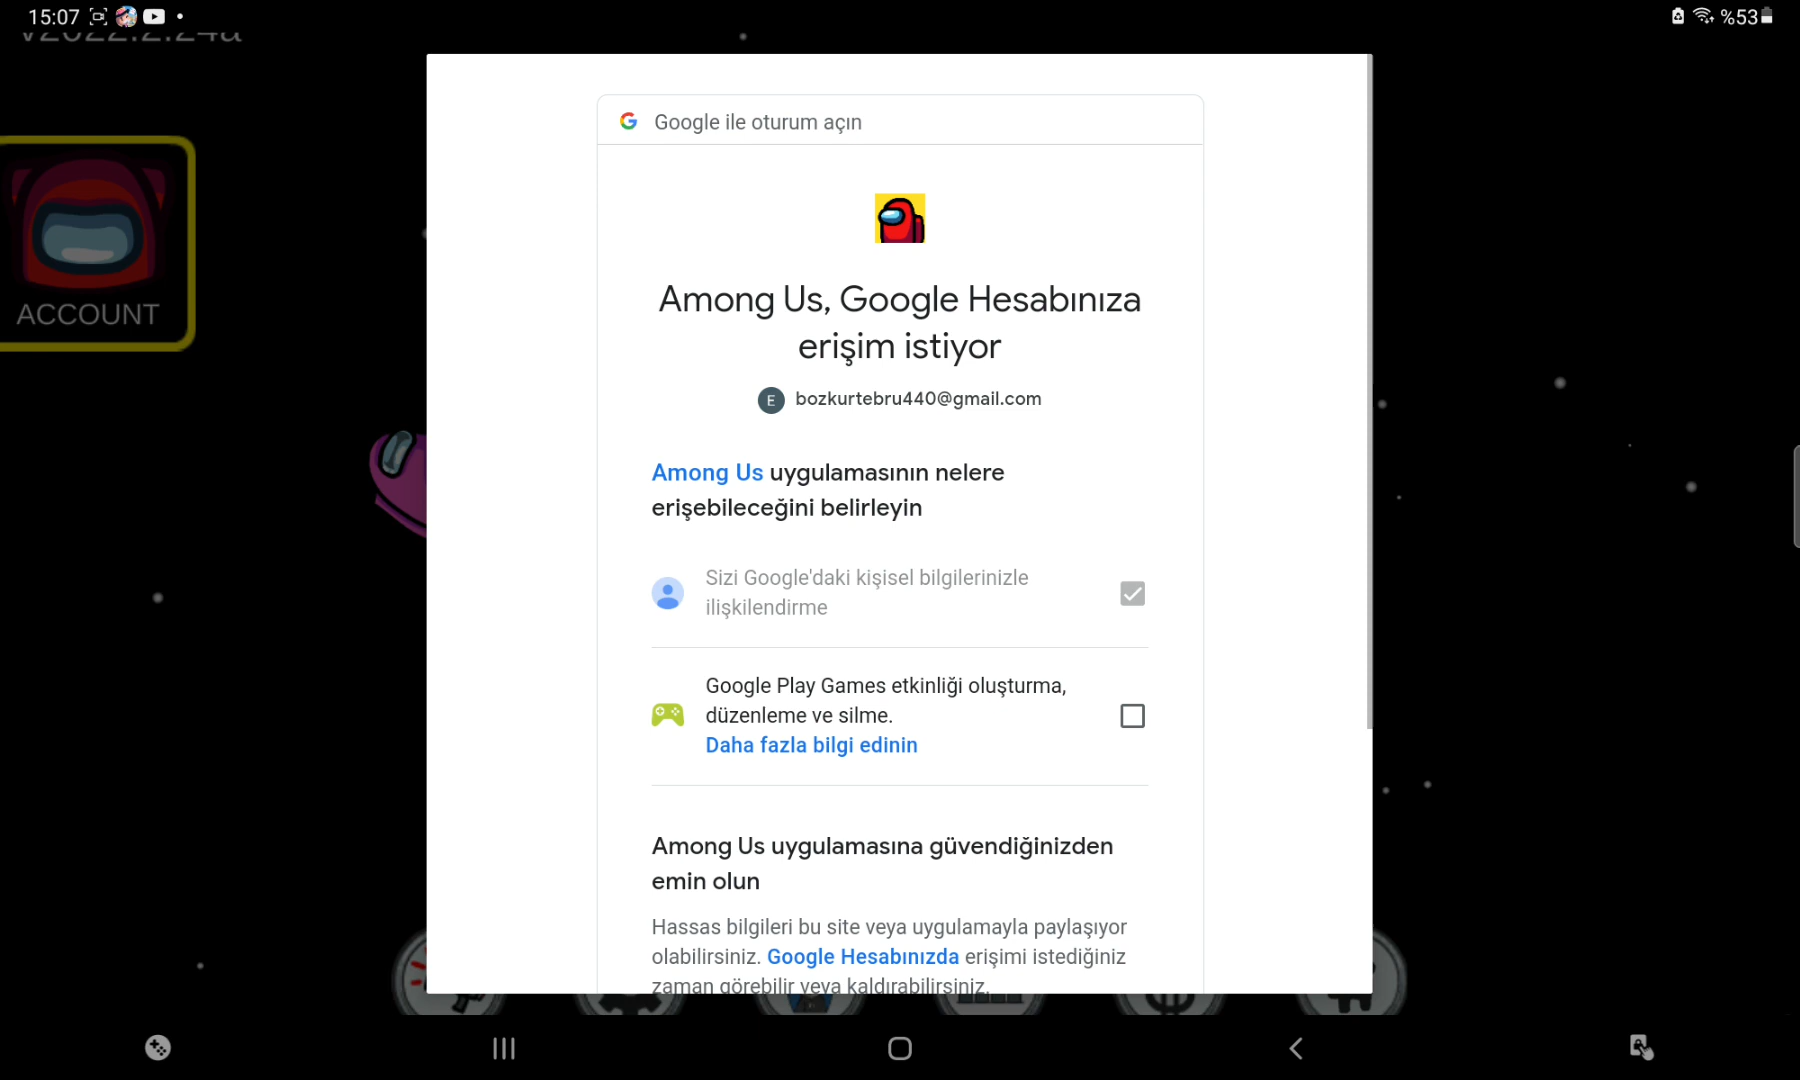 15:07
%53
v2022.2.24a
Google ile oturum açın
ACCOUNT
Among Us, Google Hesabınıza
erişim istiyor
E bozkurtebru440@gmail.com
Among Us uygulamasının nelere
erişebileceğini belirleyin
Sizi Google'daki kişisel bilgilerinizle
ilişkilendirme
Google Play Games etkinliği oluşturma,
düzenleme ve silme.
Daha fazla bilgi edinin
Among Us uygulamasına güvendiğinizden
emin olun
Hassas bilgileri bu site veya uygulamayla paylaşıyor
olabilirsiniz. Google Hesabınızda erişimi istediğiniz
zaman görebilir veya kaldırabilirsiniz.